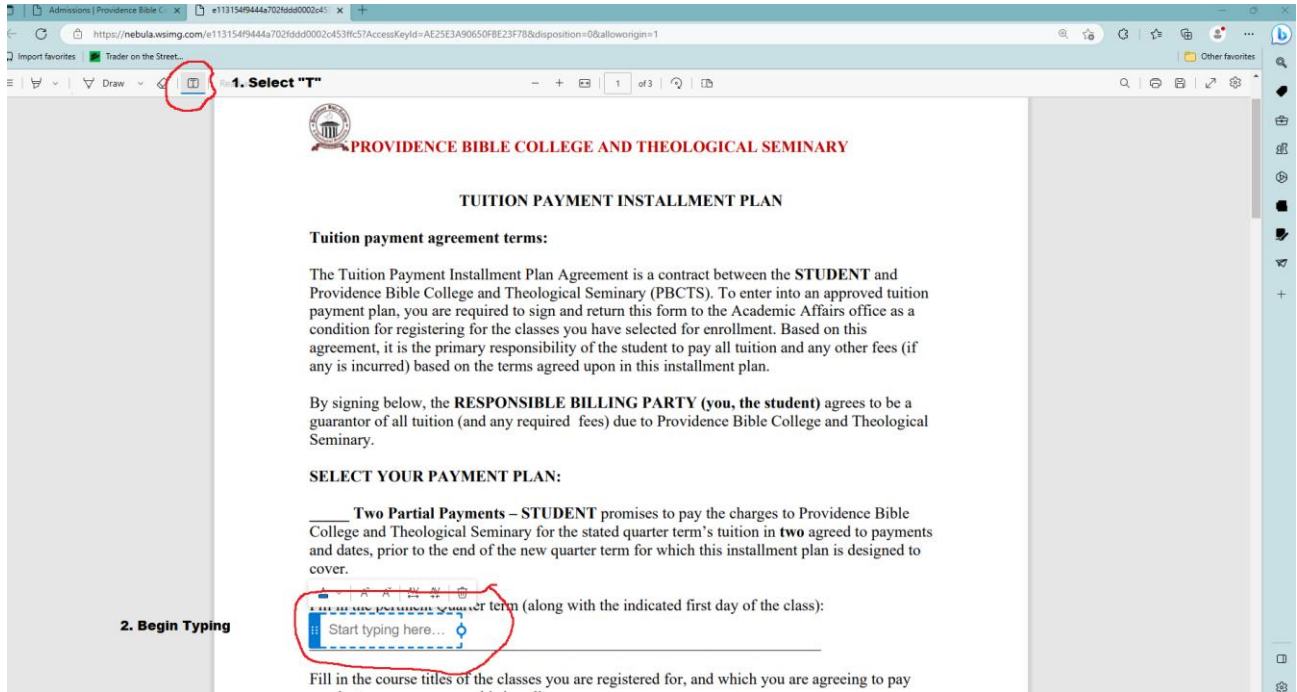 Admissions | Providence Bible C
e113154f9444a702fddd0002c45
https://nebula.wsimg.com/e113154f9444a702fddd0002c453ffc5?AccessKeyId=AE25E3A90650FBE23F78&disposition=0&alloworigin=1
Import favorites
Trader on the Street...
Other favorites
Draw
1. Select "T"
1 of 3
PROVIDENCE BIBLE COLLEGE AND THEOLOGICAL SEMINARY
TUITION PAYMENT INSTALLMENT PLAN
Tuition payment agreement terms:
The Tuition Payment Installment Plan Agreement is a contract between the STUDENT and
Providence Bible College and Theological Seminary (PBCTS). To enter into an approved tuition
payment plan, you are required to sign and return this form to the Academic Affairs office as a
condition for registering for the classes you have selected for enrollment. Based on this
agreement, it is the primary responsibility of the student to pay all tuition and any other fees (if
any is incurred) based on the terms agreed upon in this installment plan.
By signing below, the RESPONSIBLE BILLING PARTY (you, the student) agrees to be a
guarantor of all tuition (and any required fees) due to Providence Bible College and Theological
Seminary.
SELECT YOUR PAYMENT PLAN:
_____ Two Partial Payments – STUDENT promises to pay the charges to Providence Bible
College and Theological Seminary for the stated quarter term's tuition in two agreed to payments
and dates, prior to the end of the new quarter term for which this installment plan is designed to
cover.
Fill in the pertinent Quarter term (along with the indicated first day of the class):
2. Begin Typing
Start typing here...
Fill in the course titles of the classes you are registered for, and which you are agreeing to pay